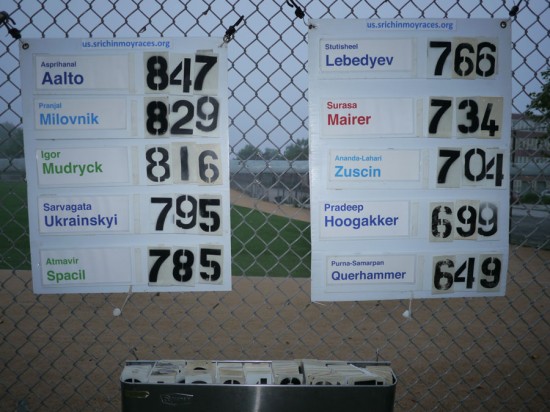 us.srichinmoyraces.org
Asprihanal
Aalto 847
Pranjal
Milovnik 829
Igor
Mudryck 816
Sarvagata
Ukrainskyi 795
Atmavir
Spacil 785
us.srichinmoyraces.org
Stutisheel
Lebedyev 766
Surasa
Mairer 734
Ananda-Lahari
Zuscin 704
Pradeep
Hoogakker 699
Purna-Samarpan
Querhammer 649